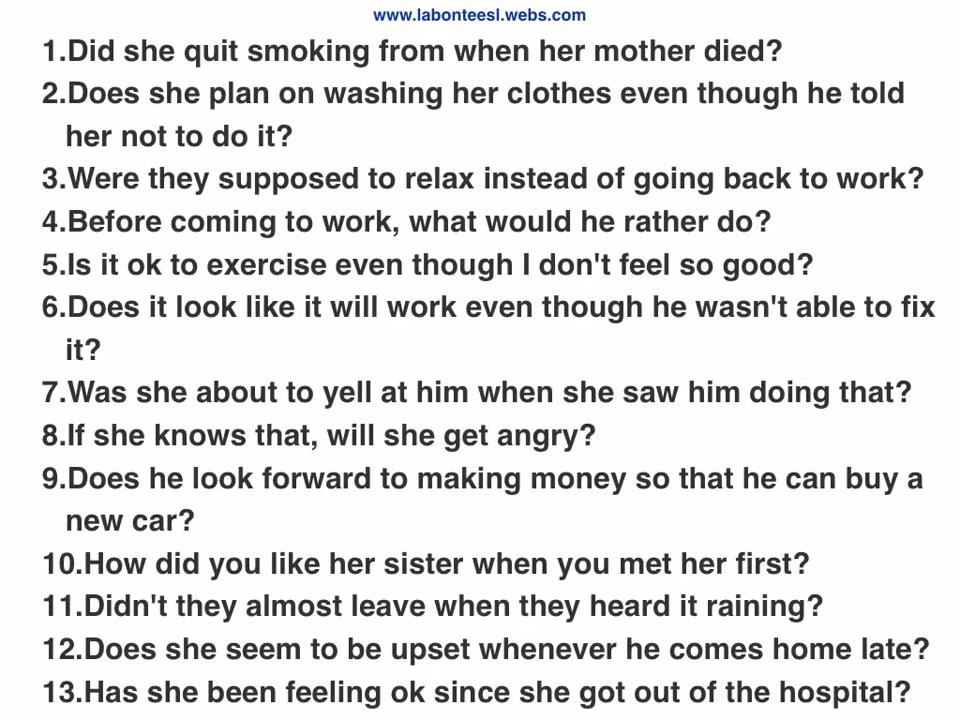 www.labonteesl.webs.com
1.Did she quit smoking from when her mother died?
2.Does she plan on washing her clothes even though he told
her not to do it?
3.Were they supposed to relax instead of going back to work?
4.Before coming to work, what would he rather do?
5.Is it ok to exercise even though I don't feel so good?
6.Does it look like it will work even though he wasn't able to fix
it?
7.Was she about to yell at him when she saw him doing that?
8.If she knows that, will she get angry?
9.Does he look forward to making money so that he can buy a
new car?
10.How did you like her sister when you met her first?
11.Didn't they almost leave when they heard it raining?
12.Does she seem to be upset whenever he comes home late?
13.Has she been feeling ok since she got out of the hospital?